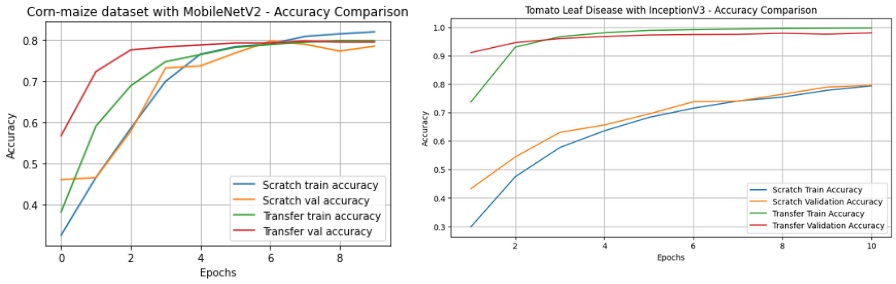 Corn-maize dataset with MobileNetV2 - Accuracy Comparison
0.8
0.7
0.6
0.5
0.4
Accuracy
0 2 4 6 8
Epochs
Scratch train accuracy
Scratch val accuracy
Transfer train accuracy
Transfer val accuracy
Tomato Leaf Disease with InceptionV3 - Accuracy Comparison
1.0
0.9
0.8
0.7
0.6
0.5
0.4
0.3
Accuracy
2 4 6 8 10
Epochs
Scratch Train Accuracy
Scratch Validation Accuracy
Transfer Train Accuracy
Transfer Validation Accuracy